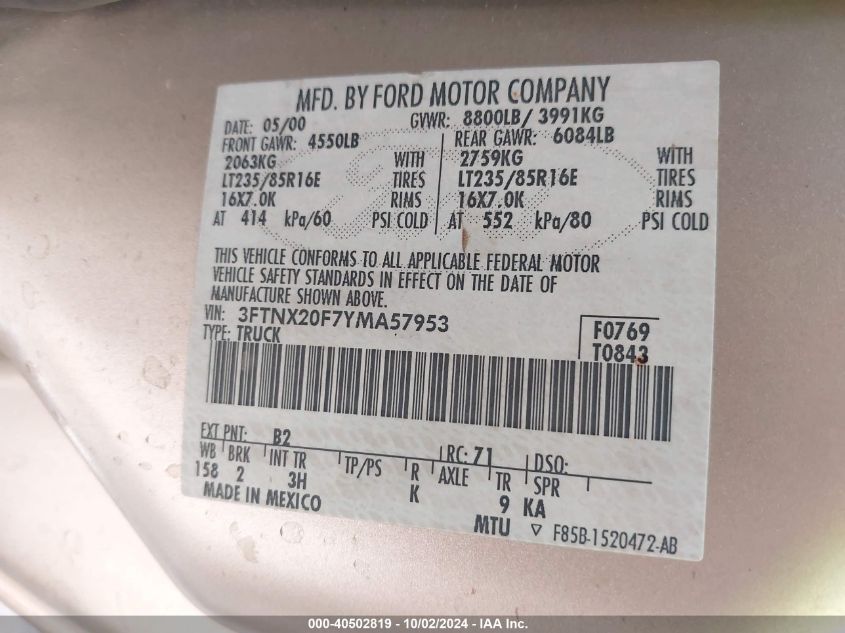 MFD. BY FORD MOTOR COMPANY
DATE: 05/00 GVWR: 8800LB/ 3991KG
FRONT GAWR: 4550LB REAR GAWR: 6084LB
2063KG WITH 2759KG WITH
LT235/85R16E TIRES LT235/85R16E TIRES
16X7.0K RIMS 16X7.0K RIMS
AT 414 kPa/60 PSI COLD AT 552 kPa/80 PSI COLD
THIS VEHICLE CONFORMS TO ALL APPLICABLE FEDERAL MOTOR
VEHICLE SAFETY STANDARDS IN EFFECT ON THE DATE OF
MANUFACTURE SHOWN ABOVE.
VIN: 3FTNX20F7YMA57953 F0769
TYPE: TRUCK T0843
EXT PNT: B2 RC: 71 DSO:
WB BRK INT TR TP/PS R AXLE TR SPR
158 2 3H K 9 KA
MADE IN MEXICO MTU ▽ F85B-1520472-AB
000-40502819 - 10/02/2024 - IAA Inc.